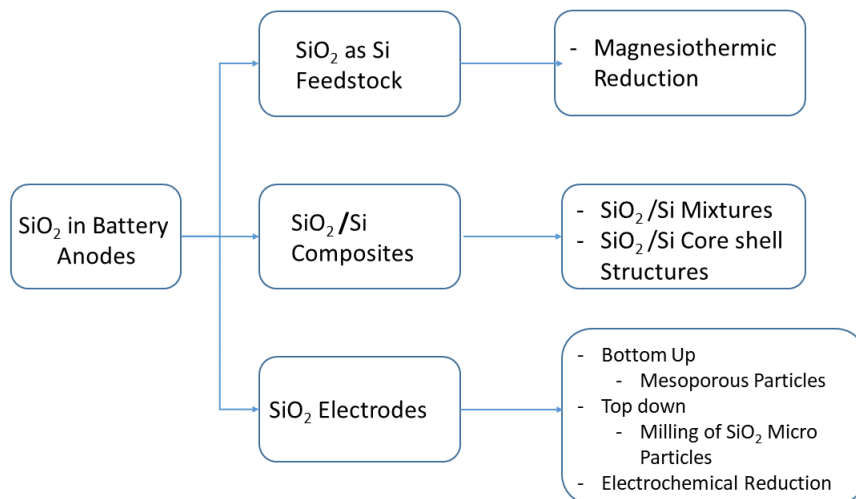 SiO₂ as Si
Feedstock
- Magnesiothermic
Reduction
SiO₂ in Battery
Anodes
SiO₂/Si
Composites
- SiO₂/Si Mixtures
- SiO₂/Si Core shell
Structures
SiO₂ Electrodes
- Bottom Up
- Mesoporous Particles
- Top down
- Milling of SiO₂ Micro
Particles
- Electrochemical Reduction